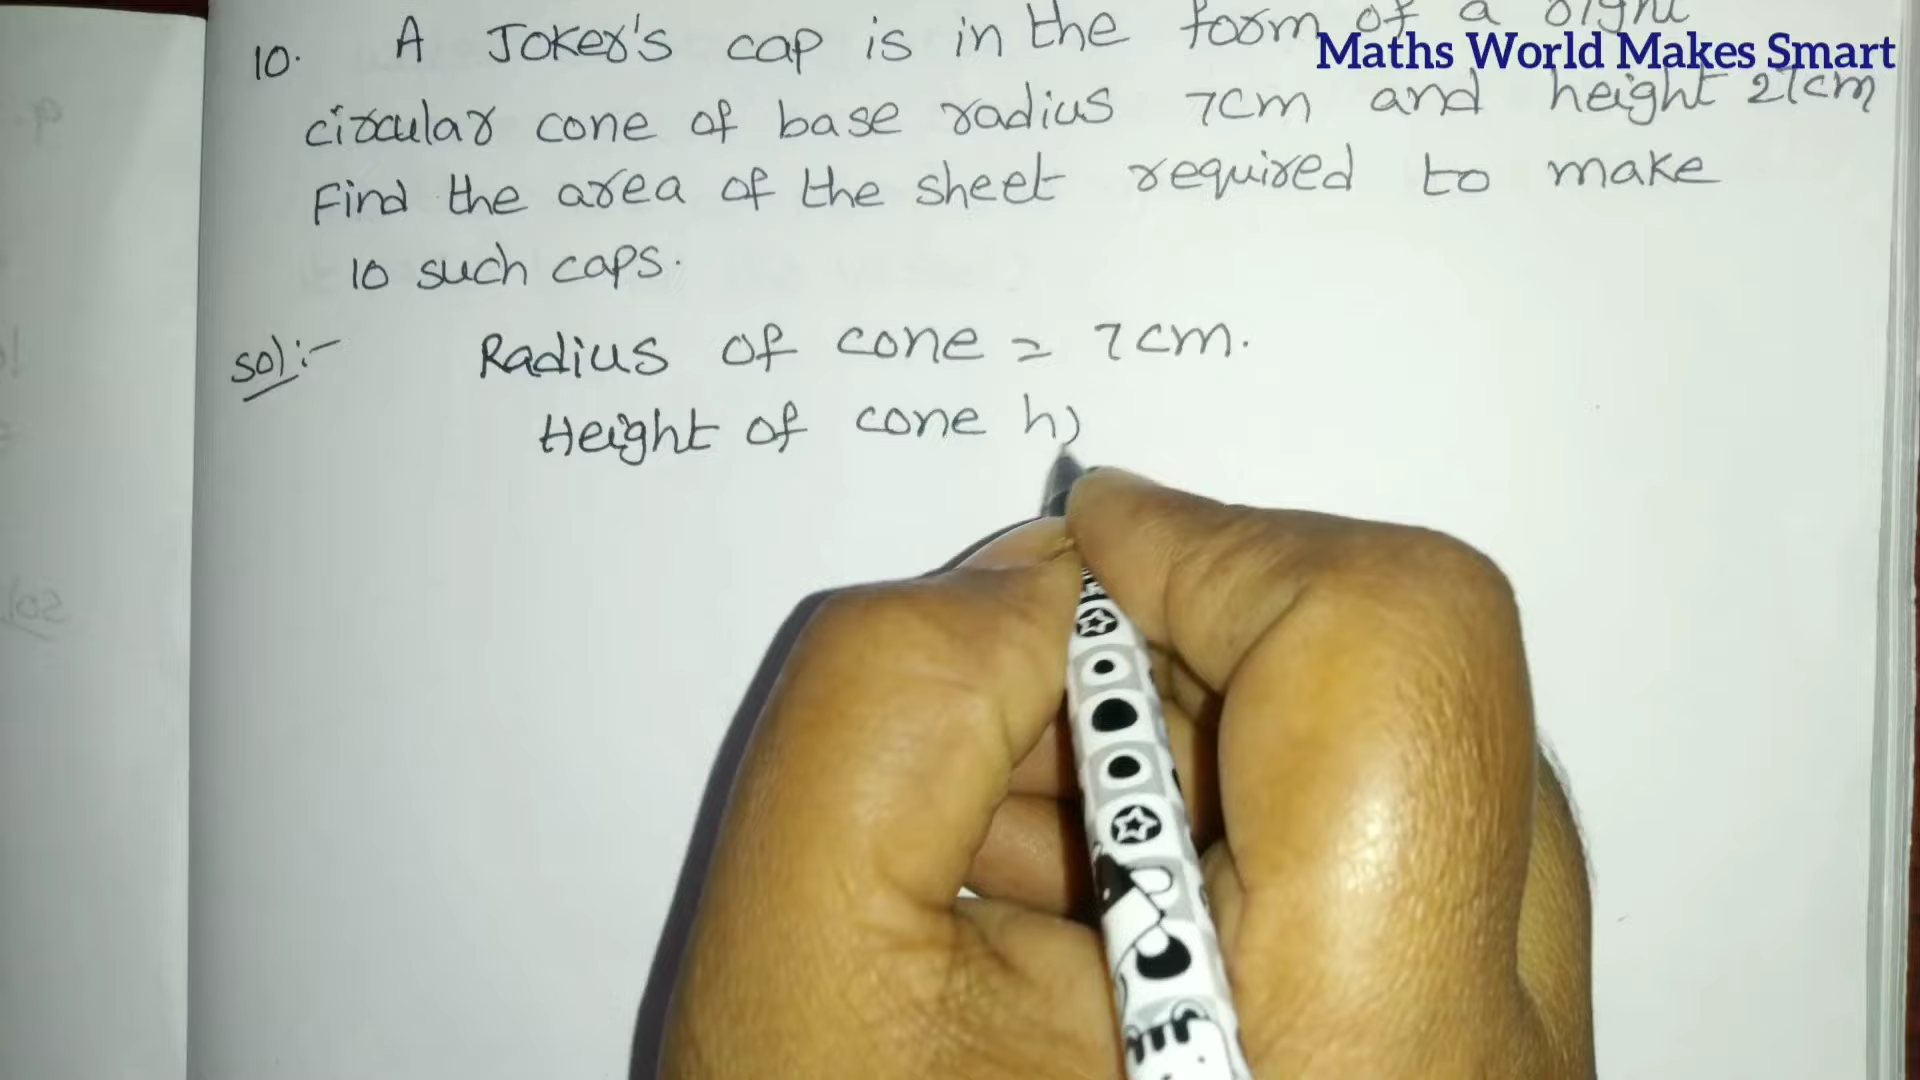 Maths World Makes Smart
10. A Joker's cap is in the form of a right
circular cone of base radius 7cm and height 27cm
Find the area of the sheet required to make
10 such caps.
Sol:- Radius of cone = 7cm.
Height of cone h)